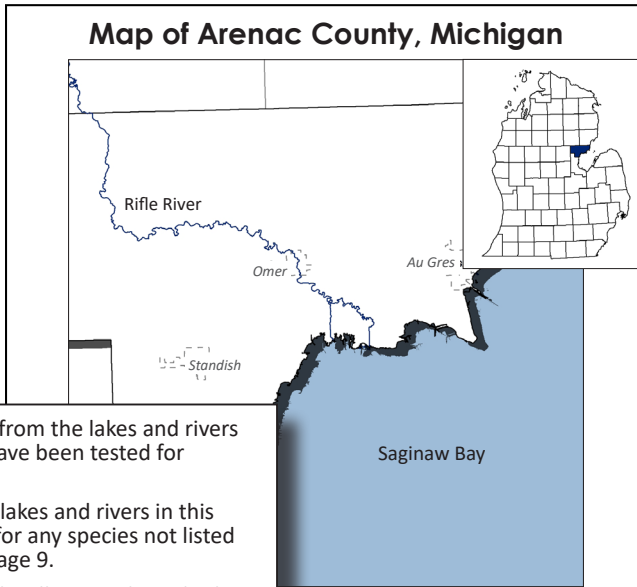 Map of Arenac County, Michigan
Rifle River
Omer
Au Gres
Standish
Saginaw Bay
from the lakes and rivers
ave been tested for
lakes and rivers in this
for any species not listed
age 9.